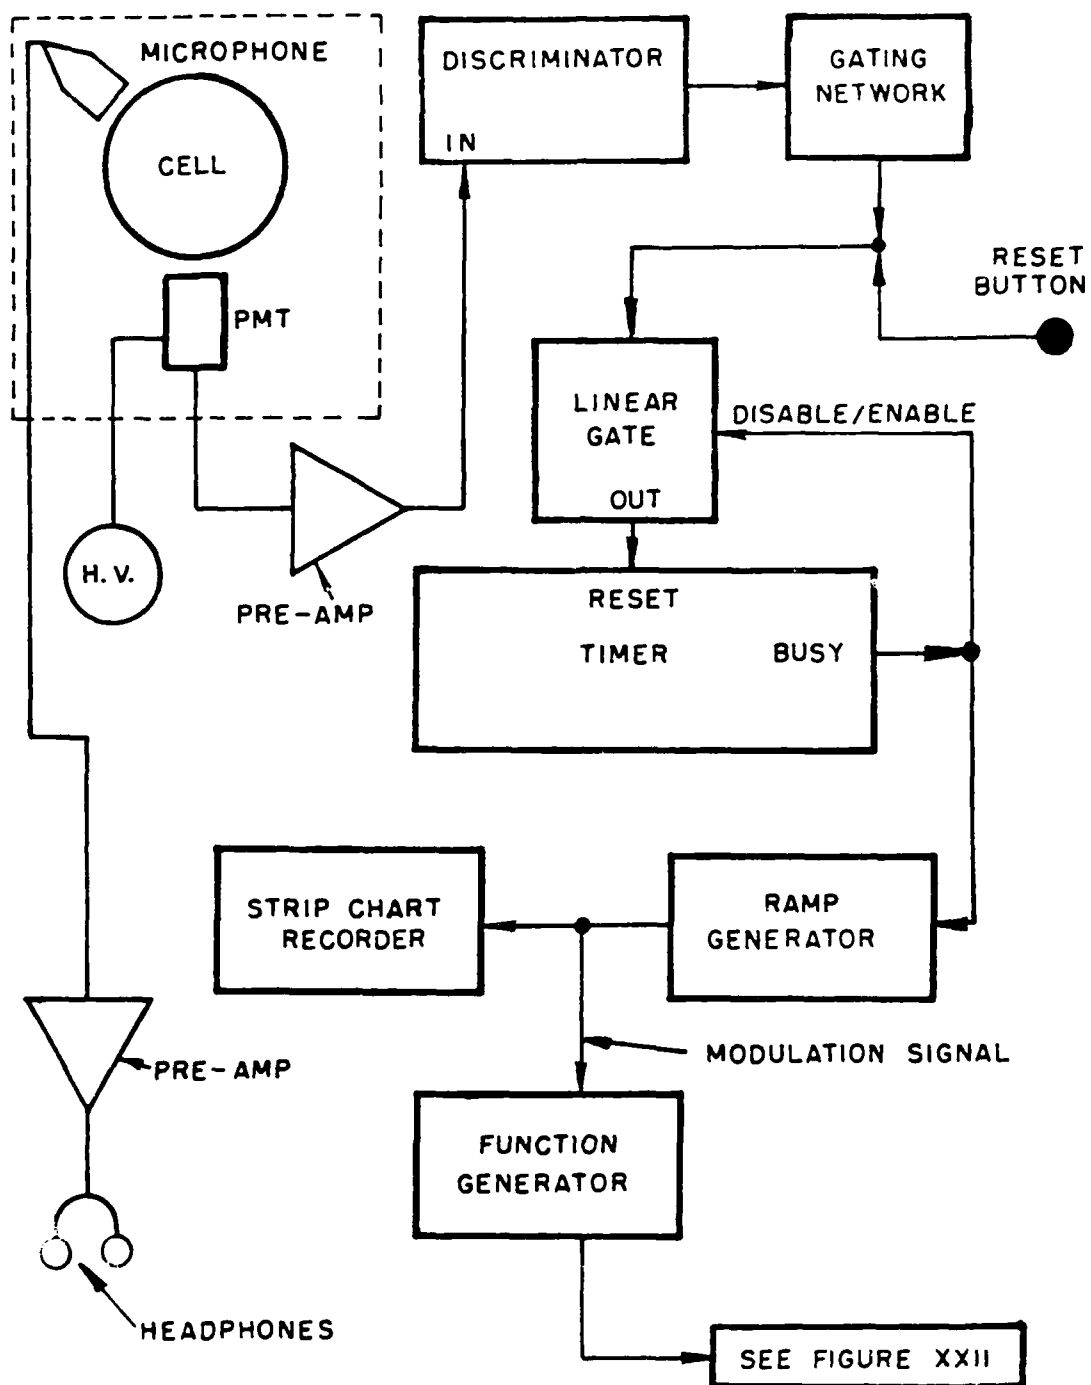 MICROPHONE
CELL
PMT
H. V.
PRE-AMP
DISCRIMINATOR
IN
GATING
NETWORK
RESET
BUTTON
LINEAR
GATE
OUT
DISABLE/ENABLE
RESET
TIMER
BUSY
STRIP CHART
RECORDER
RAMP
GENERATOR
MODULATION SIGNAL
PRE-AMP
FUNCTION
GENERATOR
HEADPHONES
SEE FIGURE XXII